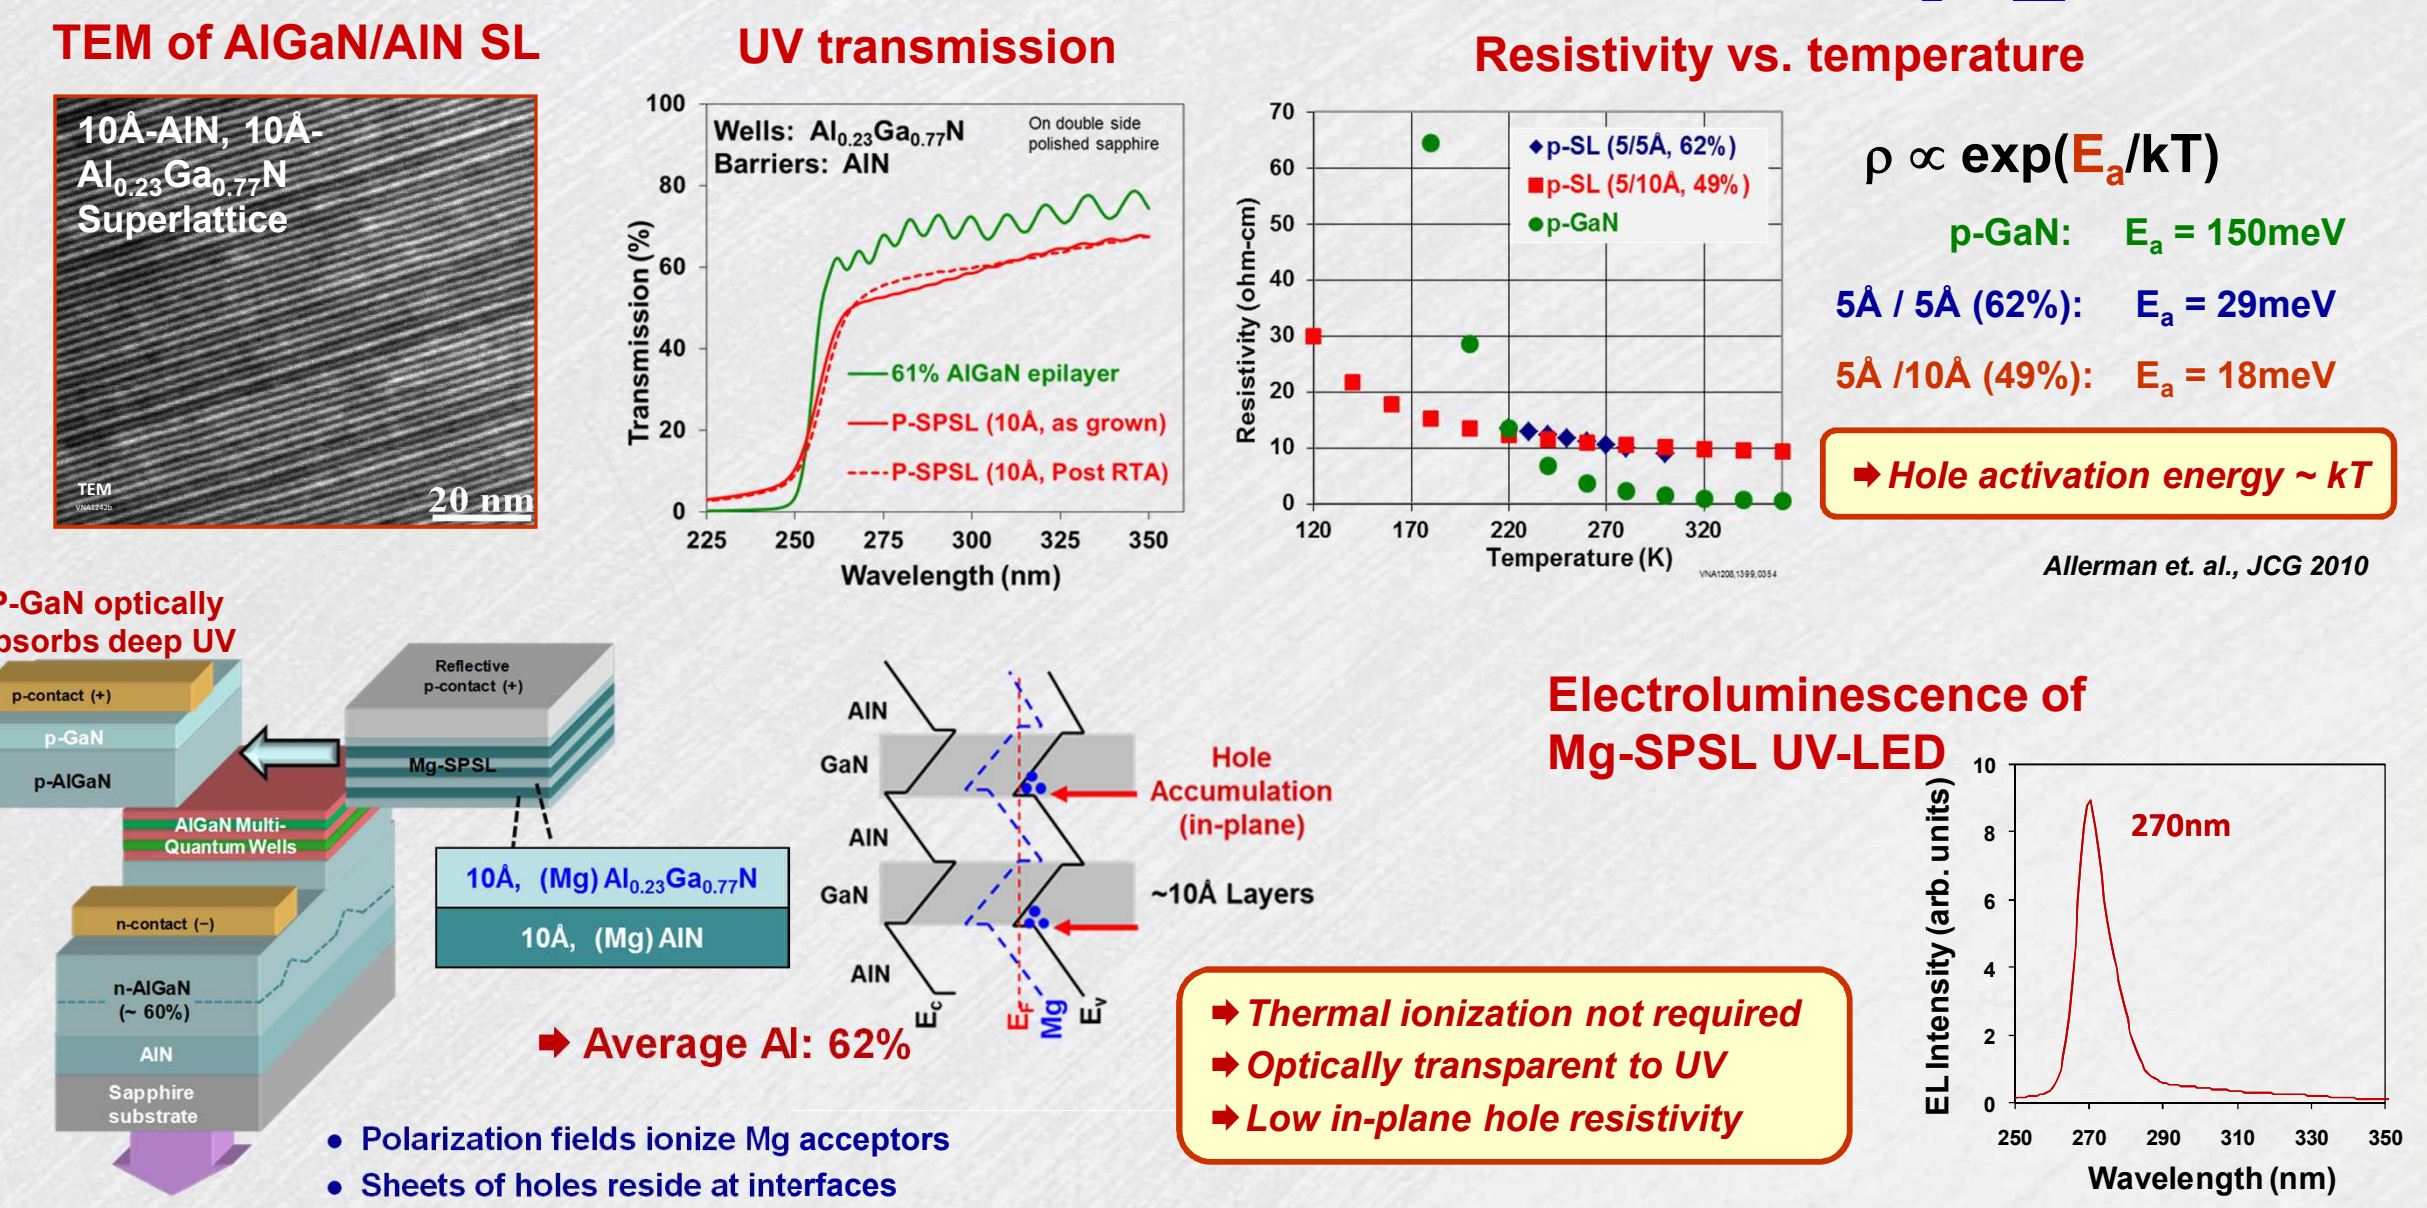 TEM of AlGaN/AlN SL
10Å-AlN, 10Å-
Al0.23Ga0.77N
Superlattice
TEM
VNA1242b
20 nm
UV transmission
100
80
60
40
20
0
Transmission (%)
Wells: Al0.23Ga0.77N
Barriers: AlN
On double side
polished sapphire
61% AlGaN epilayer
P-SPSL (10Å, as grown)
P-SPSL (10Å, Post RTA)
225 250 275 300 325 350
Wavelength (nm)
Resistivity vs. temperature
70
60
50
40
30
20
10
0
Resistivity (ohm-cm)
p-SL (5/5Å, 62%)
p-SL (5/10Å, 49%)
p-GaN
120 170 220 270 320
Temperature (K)
VNA1208,1399,0354
ρ ∝ exp(Ea/kT)
p-GaN: Ea = 150meV
5Å / 5Å (62%): Ea = 29meV
5Å /10Å (49%): Ea = 18meV
➡ Hole activation energy ~ kT
Allerman et. al., JCG 2010
P-GaN optically
bsorbs deep UV
p-contact (+)
p-GaN
p-AlGaN
AlGaN Multi-
Quantum Wells
n-contact (−)
n-AlGaN
(~ 60%)
AlN
Sapphire
substrate
Reflective
p-contact (+)
Mg-SPSL
10Å, (Mg) Al0.23Ga0.77N
10Å, (Mg) AlN
➡ Average Al: 62%
AlN
GaN
AlN
GaN
AlN
Ec
EF
Mg
Ev
Hole
Accumulation
(in-plane)
~10Å Layers
• Polarization fields ionize Mg acceptors
• Sheets of holes reside at interfaces
➡ Thermal ionization not required
➡ Optically transparent to UV
➡ Low in-plane hole resistivity
Electroluminescence of
Mg-SPSL UV-LED
10
8
6
4
2
0
EL Intensity (arb. units)
270nm
250 270 290 310 330 350
Wavelength (nm)